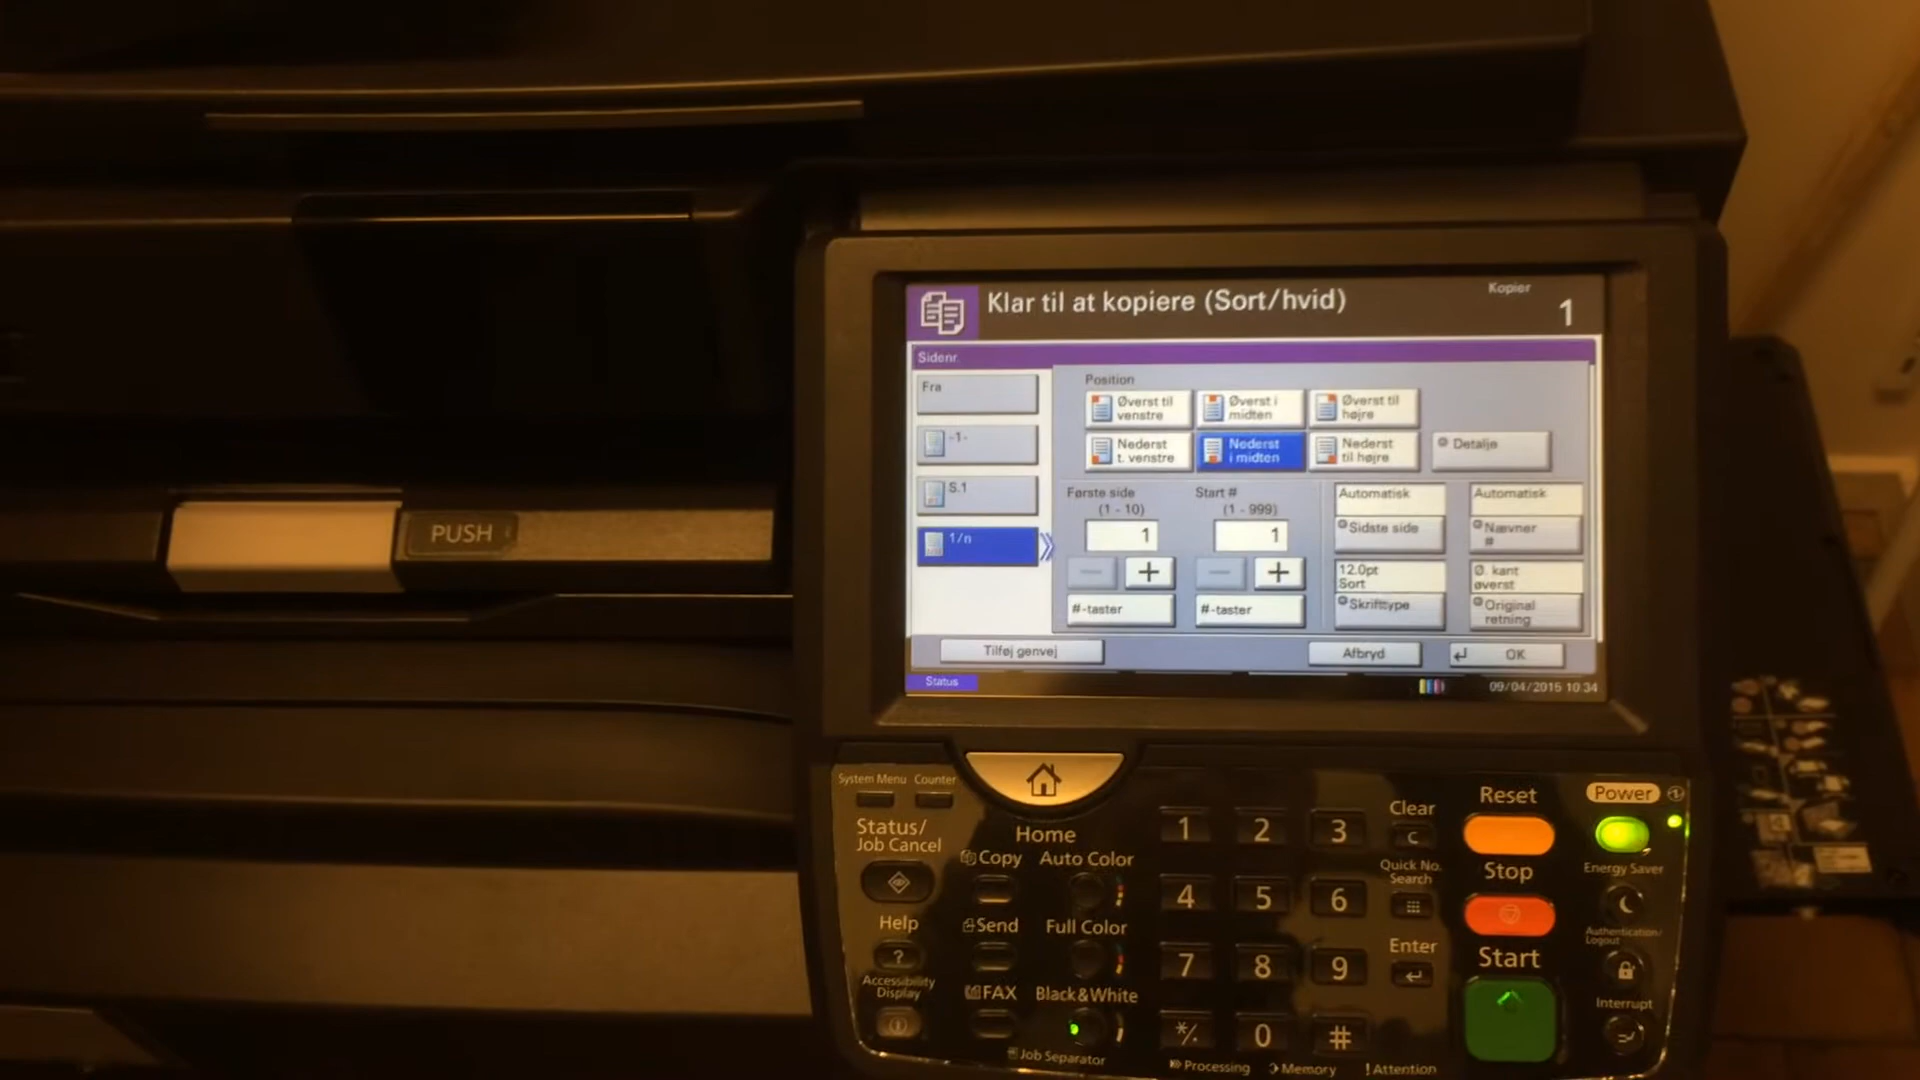 Klar til at kopiere (Sort/hvid)
Kopier
1
Sidenr.
Fra
-1-
S.1
1/n
Position
Øverst til
venstre
Øverst i
midten
Øverst til
højre
Nederst
t. venstre
Nederst
i midten
Nederst
til højre
Detalje
Første side
(1 - 10)
1
#-taster
Start #
(1 - 999)
1
#-taster
Automatisk
Sidste side
Automatisk
Nævner
#
12.0pt
Sort
Skrifttype
Ø. kant
øverst
Original
retning
Tilføj genvej
Afbryd
OK
Status
09/04/2015 10:34
PUSH
System Menu
Counter
Status/
Job Cancel
Help
?
Accessibility
Display
Home
Copy
Send
FAX
Auto Color
Full Color
Black&White
Job Separator
1
2
3
4
5
6
7
8
9
*/.
0
#
Clear
C
Quick No.
Search
Enter
Reset
Stop
Start
Power
Energy Saver
Authentication/
Logout
Interrupt
Processing
Memory
Attention